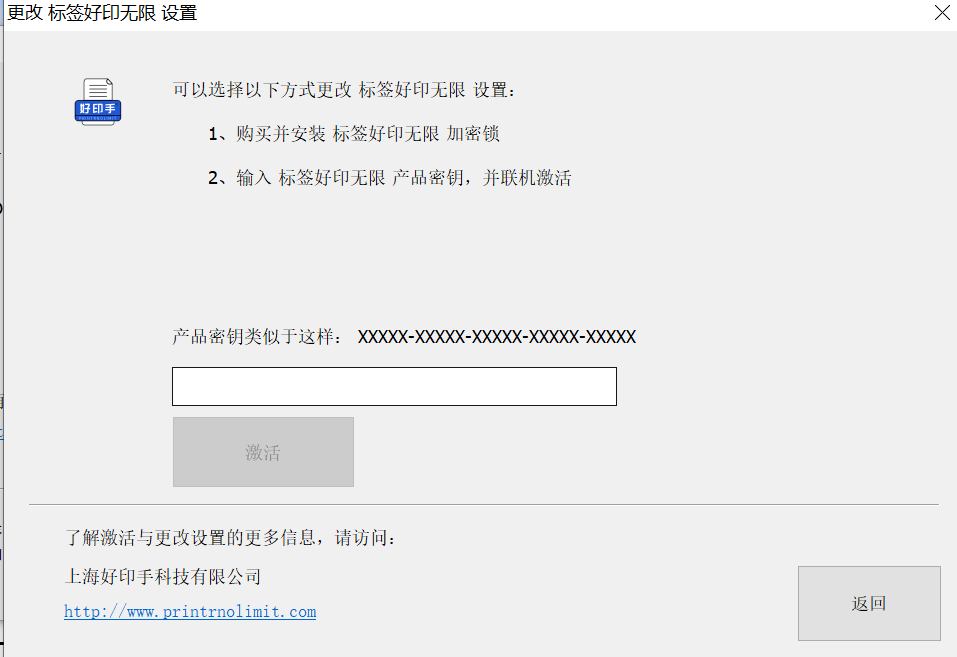 更改 标签好印无限 设置
可以选择以下方式更改 标签好印无限 设置：
好印手
PRINTRNOLIMIT
1、购买并安装 标签好印无限 加密锁
2、输入 标签好印无限 产品密钥，并联机激活
产品密钥类似于这样： XXXXX-XXXXX-XXXXX-XXXXX-XXXXX
激活
了解激活与更改设置的更多信息，请访问：
上海好印手科技有限公司
http://www.printrnolimit.com
返回